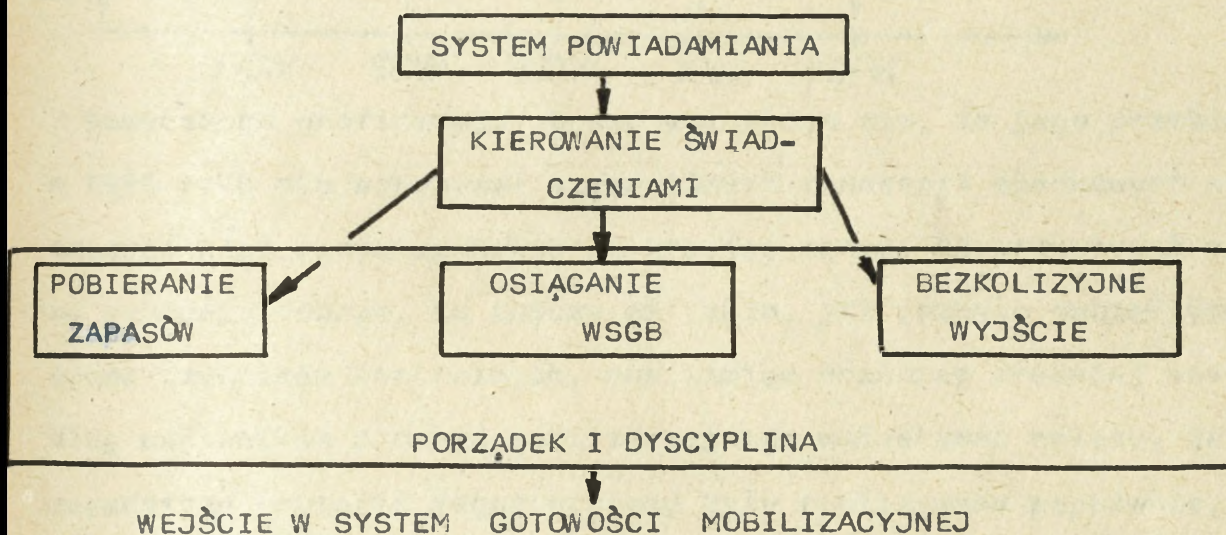 SYSTEM POWIADAMIANIA
KIEROWANIE ŚWIAD-
CZENIAMI
POBIERANIE
ZAPASÓW
OSIĄGANIE
WSGB
BEZKOLIZYJNE
WYJŚCIE
PORZĄDEK I DYSCYPLINA
WEJŚCIE W SYSTEM GOTOWOŚCI MOBILIZACYJNEJ